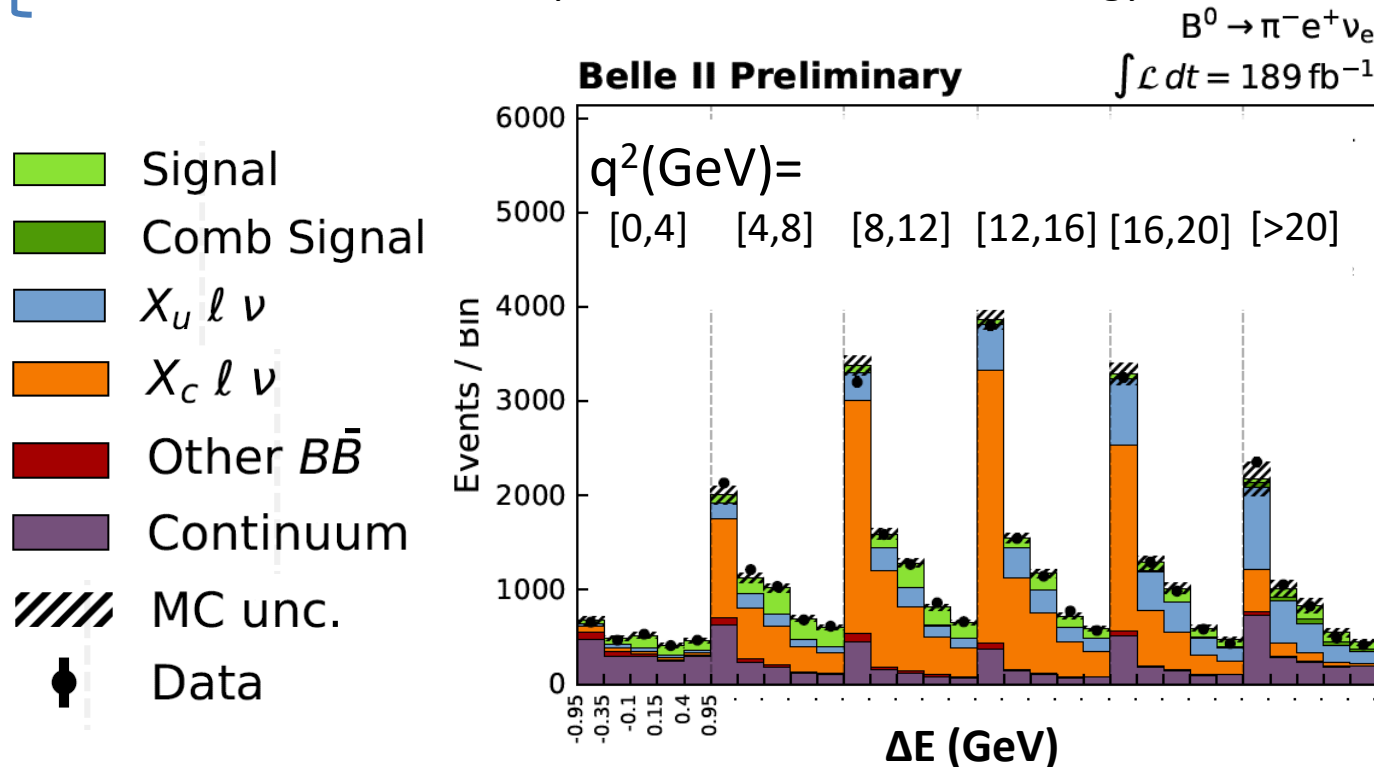 B⁰ → π⁻e⁺νₑ
Belle II Preliminary
∫ℒ dt = 189 fb⁻¹
Signal
Comb Signal
Xᵤ ℓ ν
X_c ℓ ν
Other BB̄
Continuum
MC unc.
Data
Events / Bin
6000
5000
4000
3000
2000
1000
0
q²(GeV)=
[0,4] [4,8] [8,12] [12,16] [16,20] [>20]
-0.95 -0.35 -0.1 0.15 0.4 0.95
ΔE (GeV)